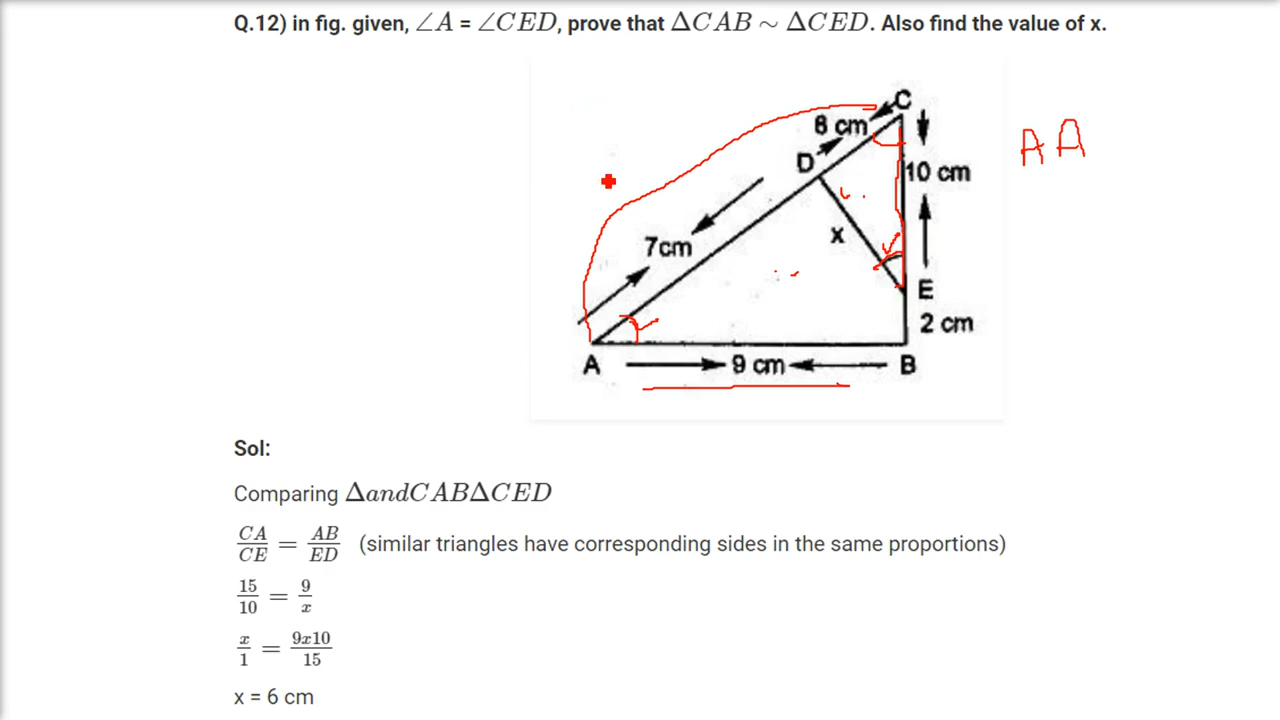 Q.12) in fig. given, ∠A = ∠CED, prove that ΔCAB ~ ΔCED. Also find the value of x.
C
8 cm
A A
D
10 cm
x
7cm
E
2 cm
A
9 cm
B
Sol:
Comparing ΔandCABΔCED
CA/CE = AB/ED (similar triangles have corresponding sides in the same proportions)
15/10 = 9/x
x/1 = 9x10/15
x = 6 cm